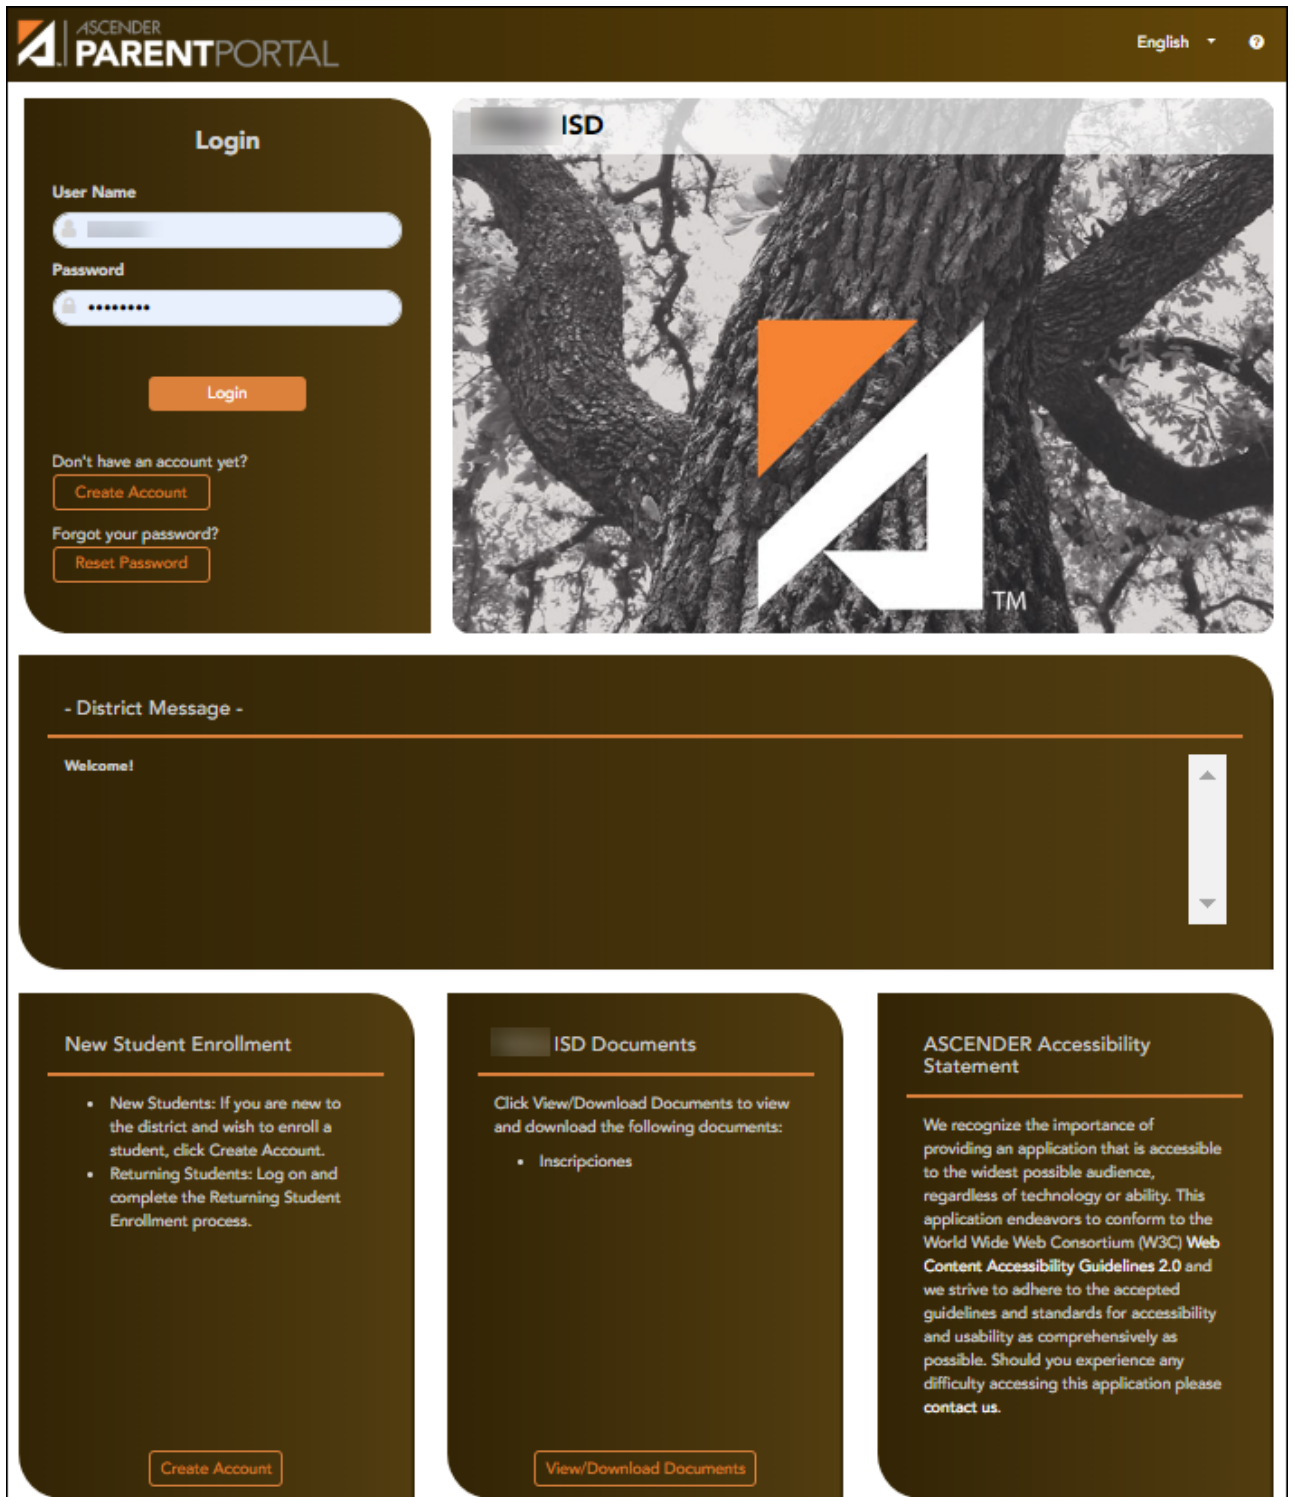 ASCENDER
PARENTPORTAL
English
Login
User Name
Password
Login
Don't have an account yet?
Create Account
Forgot your password?
Reset Password
ISD
TM
- District Message -
Welcome!
New Student Enrollment
• New Students: If you are new to
the district and wish to enroll a
student, click Create Account.
• Returning Students: Log on and
complete the Returning Student
Enrollment process.
Create Account
ISD Documents
Click View/Download Documents to view
and download the following documents:
• Inscripciones
View/Download Documents
ASCENDER Accessibility
Statement
We recognize the importance of
providing an application that is accessible
to the widest possible audience,
regardless of technology or ability. This
application endeavors to conform to the
World Wide Web Consortium (W3C) Web
Content Accessibility Guidelines 2.0 and
we strive to adhere to the accepted
guidelines and standards for accessibility
and usability as comprehensively as
possible. Should you experience any
difficulty accessing this application please
contact us.